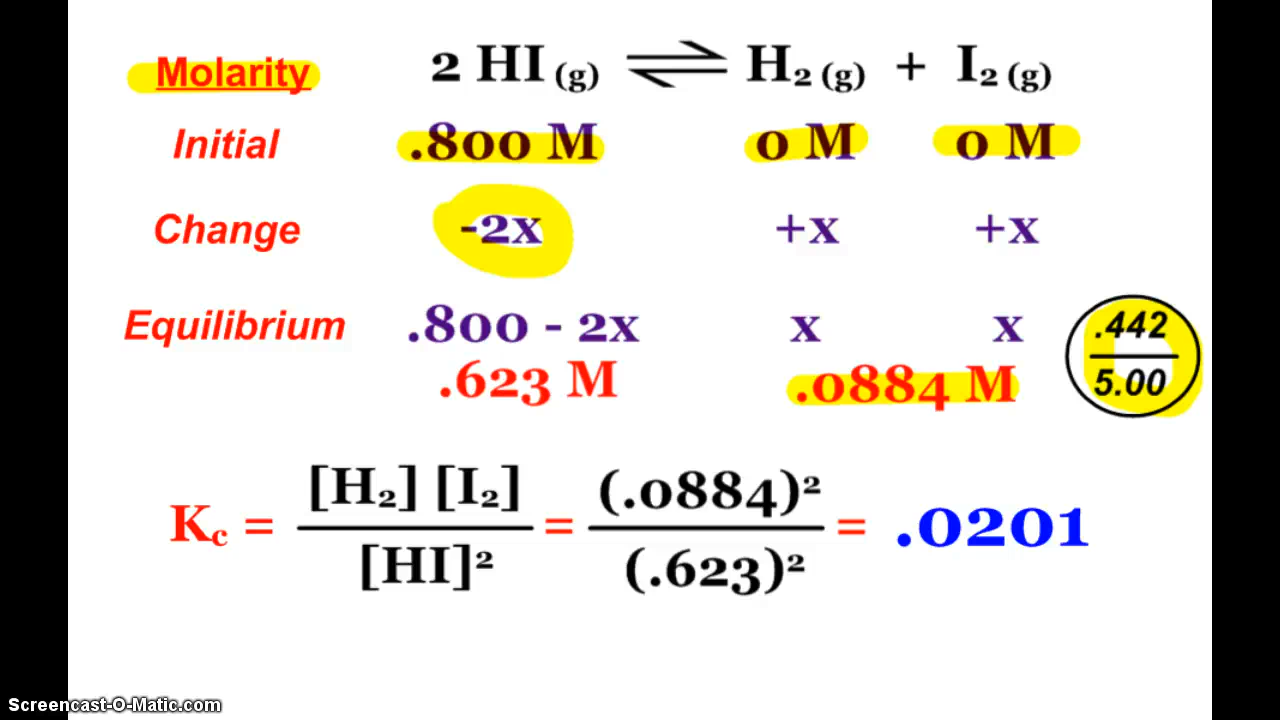 Molarity 2 HI (g) ⇌ H₂ (g) + I₂ (g)
Initial .800 M 0 M 0 M
Change -2x +x +x
Equilibrium .800 - 2x x x .442
.623 M .0884 M 5.00
[H₂] [I₂] (.0884)²
Kc = = = .0201
[HI]² (.623)²
Screencast-O-Matic.com